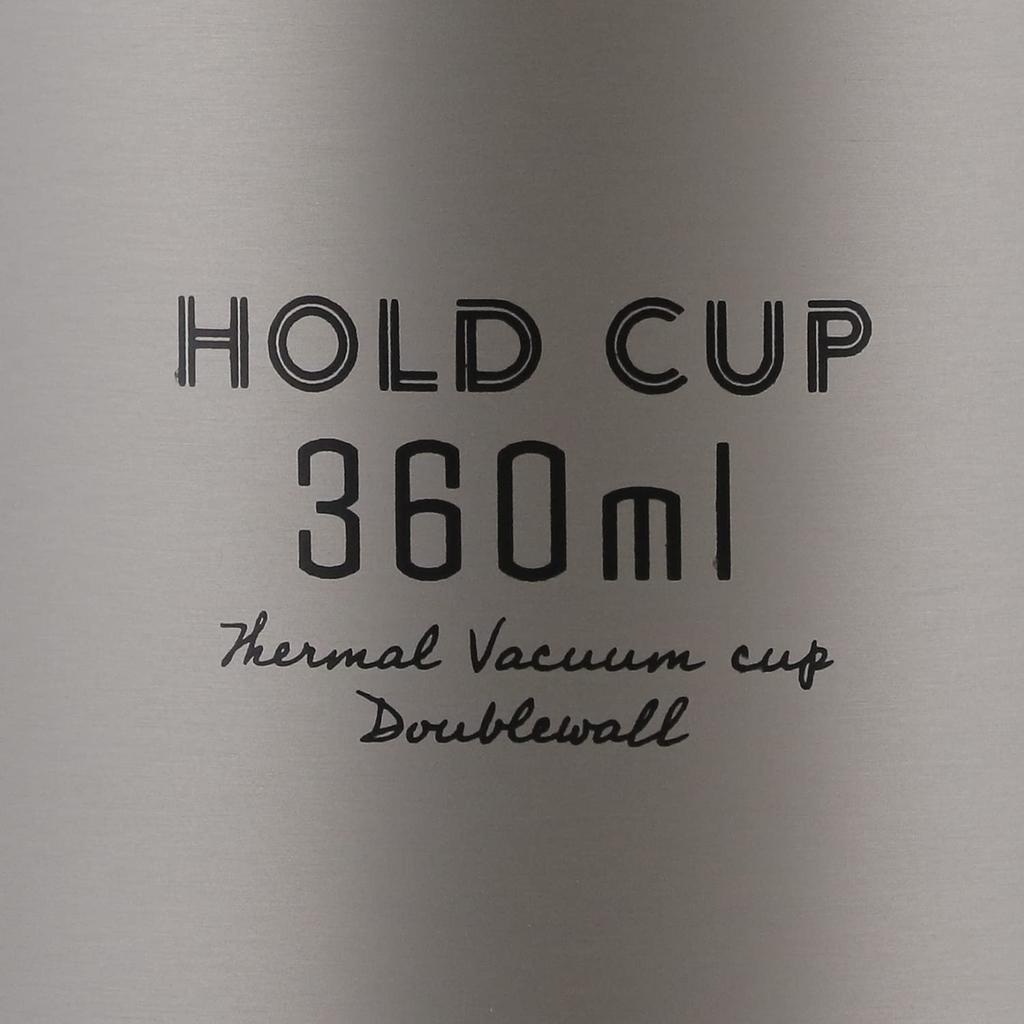 HOLD CUP
360ml
Thermal Vacuum cup
Doublewall